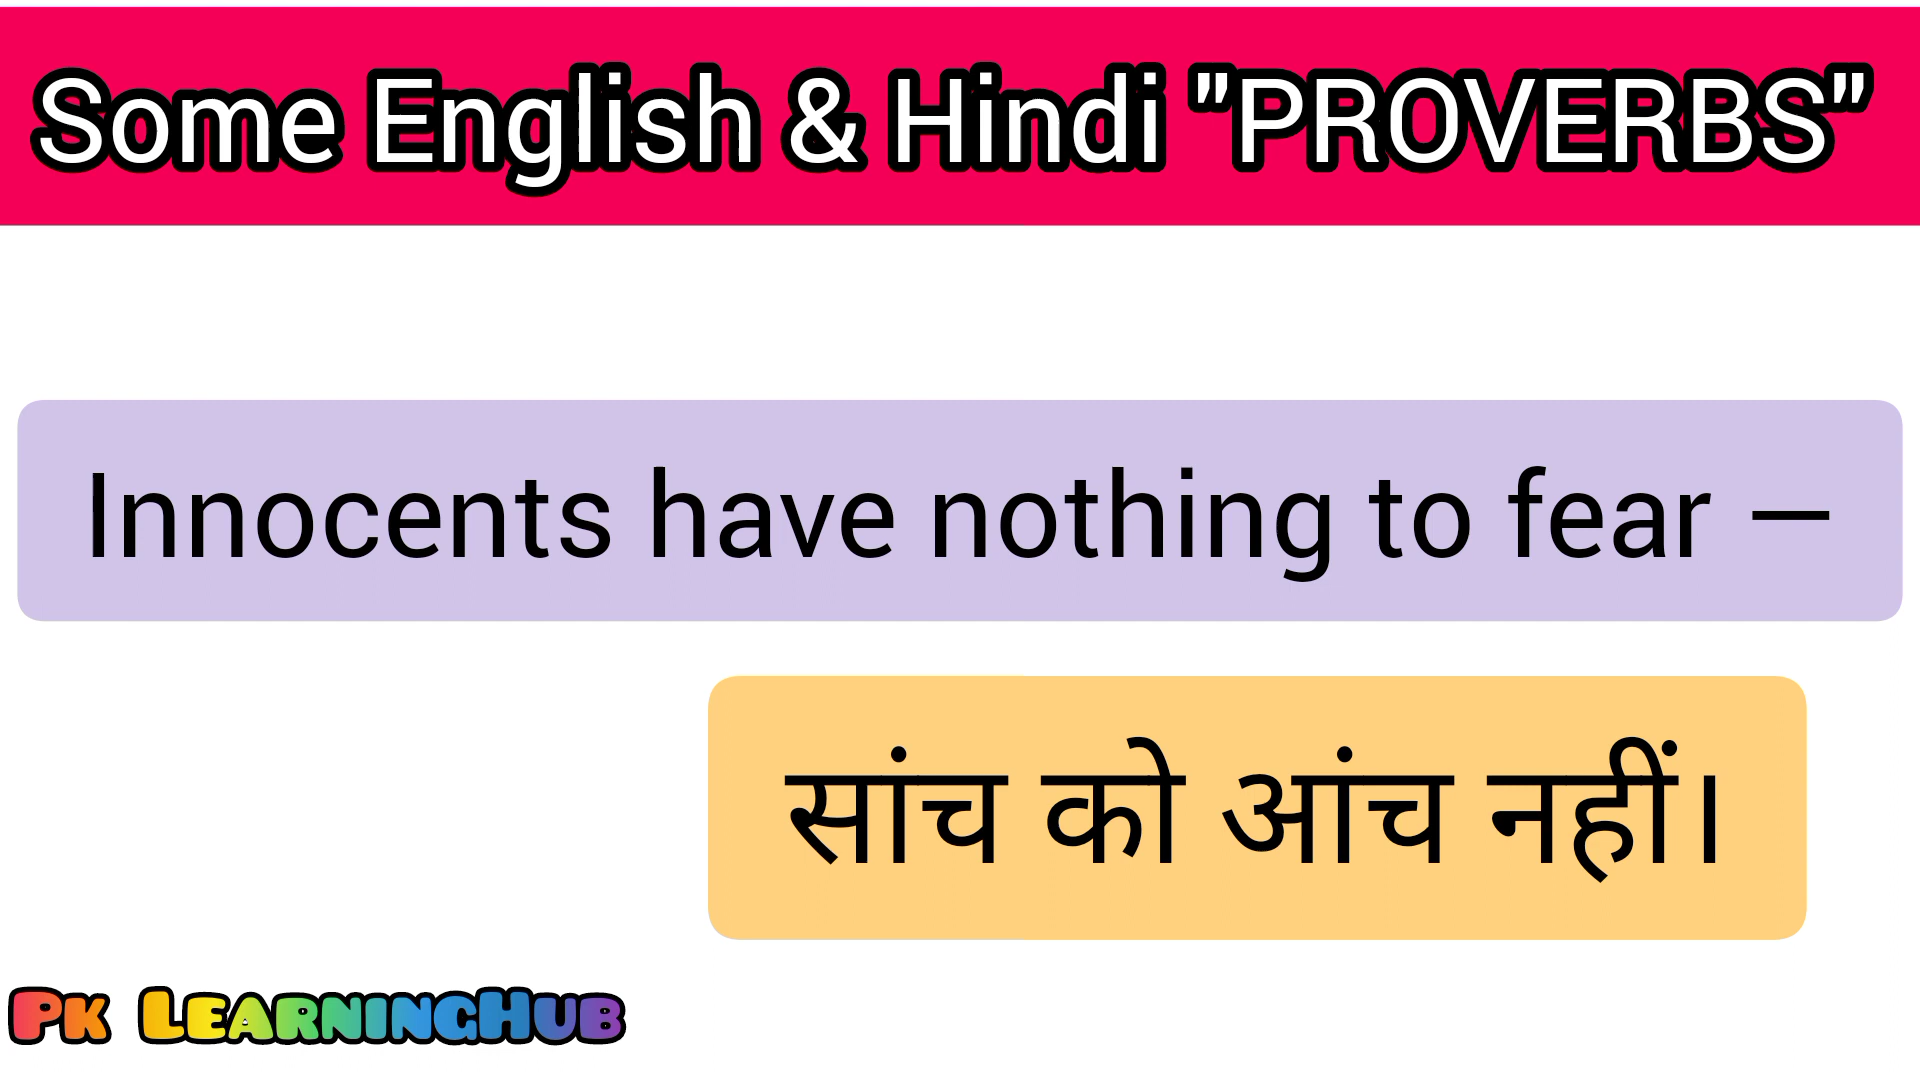 Some English & Hindi "PROVERBS"
Innocents have nothing to fear —
सांच को आंच नहीं।
Pk LearningHub